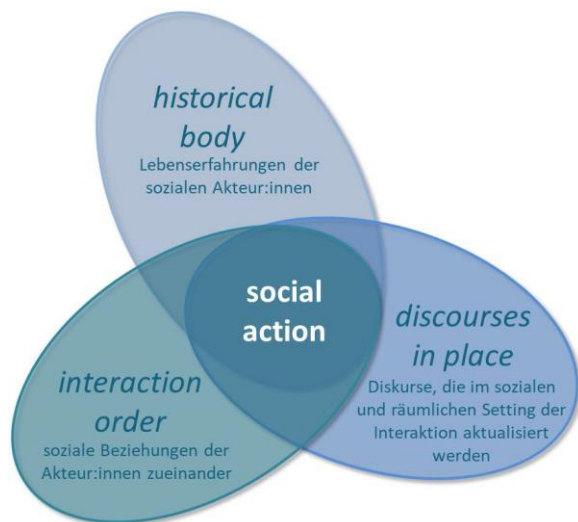 historical
body
Lebenserfahrungen der
sozialen Akteur:innen
social
action
discourses
in place
Diskurse, die im sozialen
und räumlichen Setting der
Interaktion aktualisiert
werden
interaction
order
soziale Beziehungen der
Akteur:innen zueinander